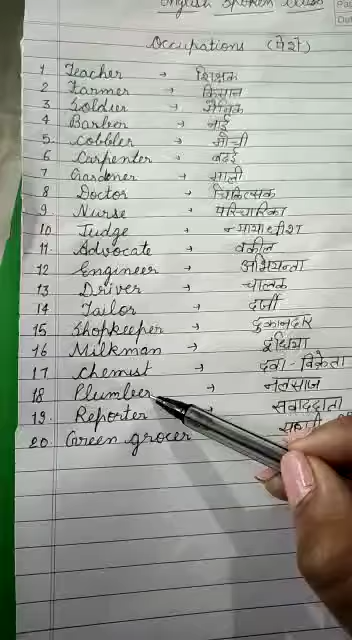 English Spoken Class
Occupations (पेशे)
1 Teacher → शिक्षक
2 Farmer → किसान
3 Soldier → सैनिक
4 Barber → नाई
5. Cobbler → मोची
6 Carpenter → बढ़ई
7 Gardener → माली
8 Doctor → चिकित्सक
9 Nurse → परिचारिका
10. Judge → न्यायाधीश
11. Advocate → वकील
12 Engineer → अभियन्ता
13 Driver → चालक
14 Tailor → दर्जी
15 Shopkeeper → दुकानदार
16 Milkman → दूधिया
17 Chemist → दवा-विक्रेता
18 Plumber → नलसाज
19. Reporter → संवाददाता
20. Green grocer